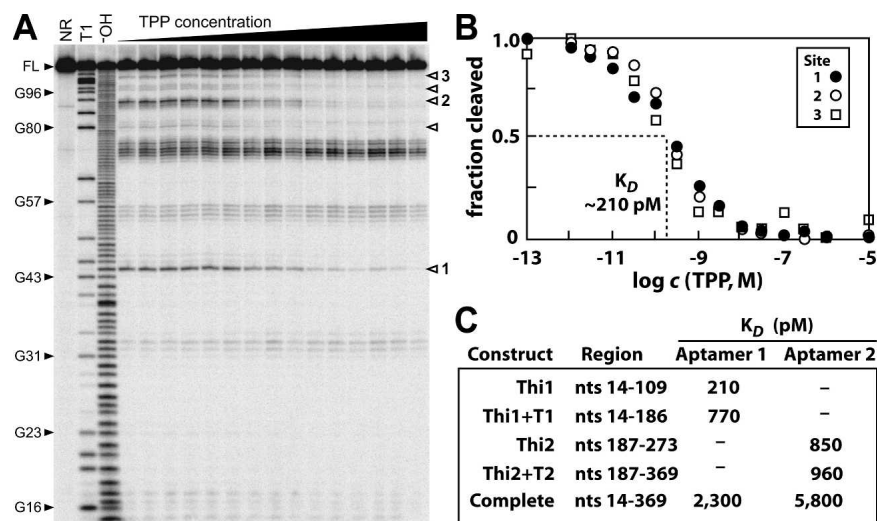 A
NR
T1
-OH
TPP concentration
FL
G96
G80
G57
G43
G31
G23
G16
3
2
1
B
fraction cleaved
1.0
0.5
0
Site
1
2
3
K_D
~210 pM
-13 -11 -9 -7 -5
log c (TPP, M)
C
K_D (pM)
Construct Region Aptamer 1 Aptamer 2
Thi1 nts 14-109 210 –
Thi1+T1 nts 14-186 770 –
Thi2 nts 187-273 – 850
Thi2+T2 nts 187-369 – 960
Complete nts 14-369 2,300 5,800